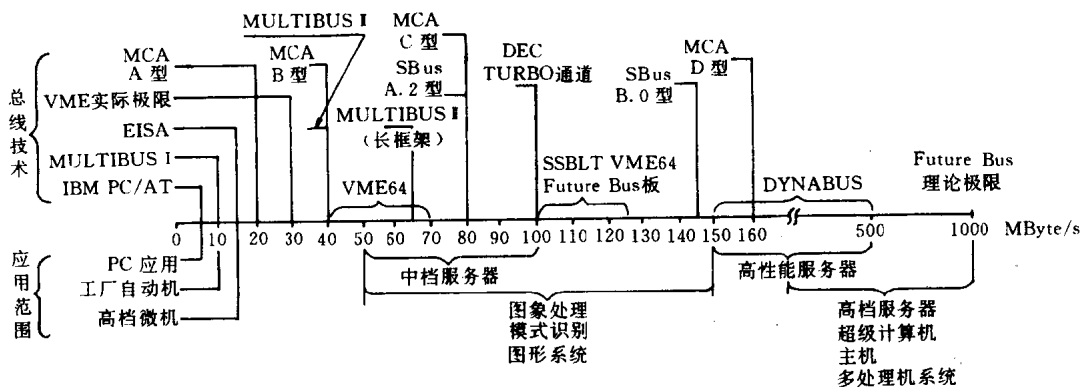 MULTIBUS Ⅱ
MCA
C 型
MCA
A 型
MCA
B 型
SBus
A.2型
DEC
TURBO通道
SBus
B.0 型
MCA
D 型
总线技术
VME实际极限
EISA
MULTIBUS Ⅱ
（长框架）
MULTIBUS I
IBM PC/AT
VME64
SSBLT VME64
Future Bus板
DYNABUS
Future Bus
理论极限
0 10 20 30 40 50 60 70 80 90 100 110 120 130 140 150 160 500 1000 MByte/s
应用范围
PC 应用
工厂自动机
高档微机
中档服务器
高性能服务器
图象处理
模式识别
图形系统
高档服务器
超级计算机
主机
多处理机系统